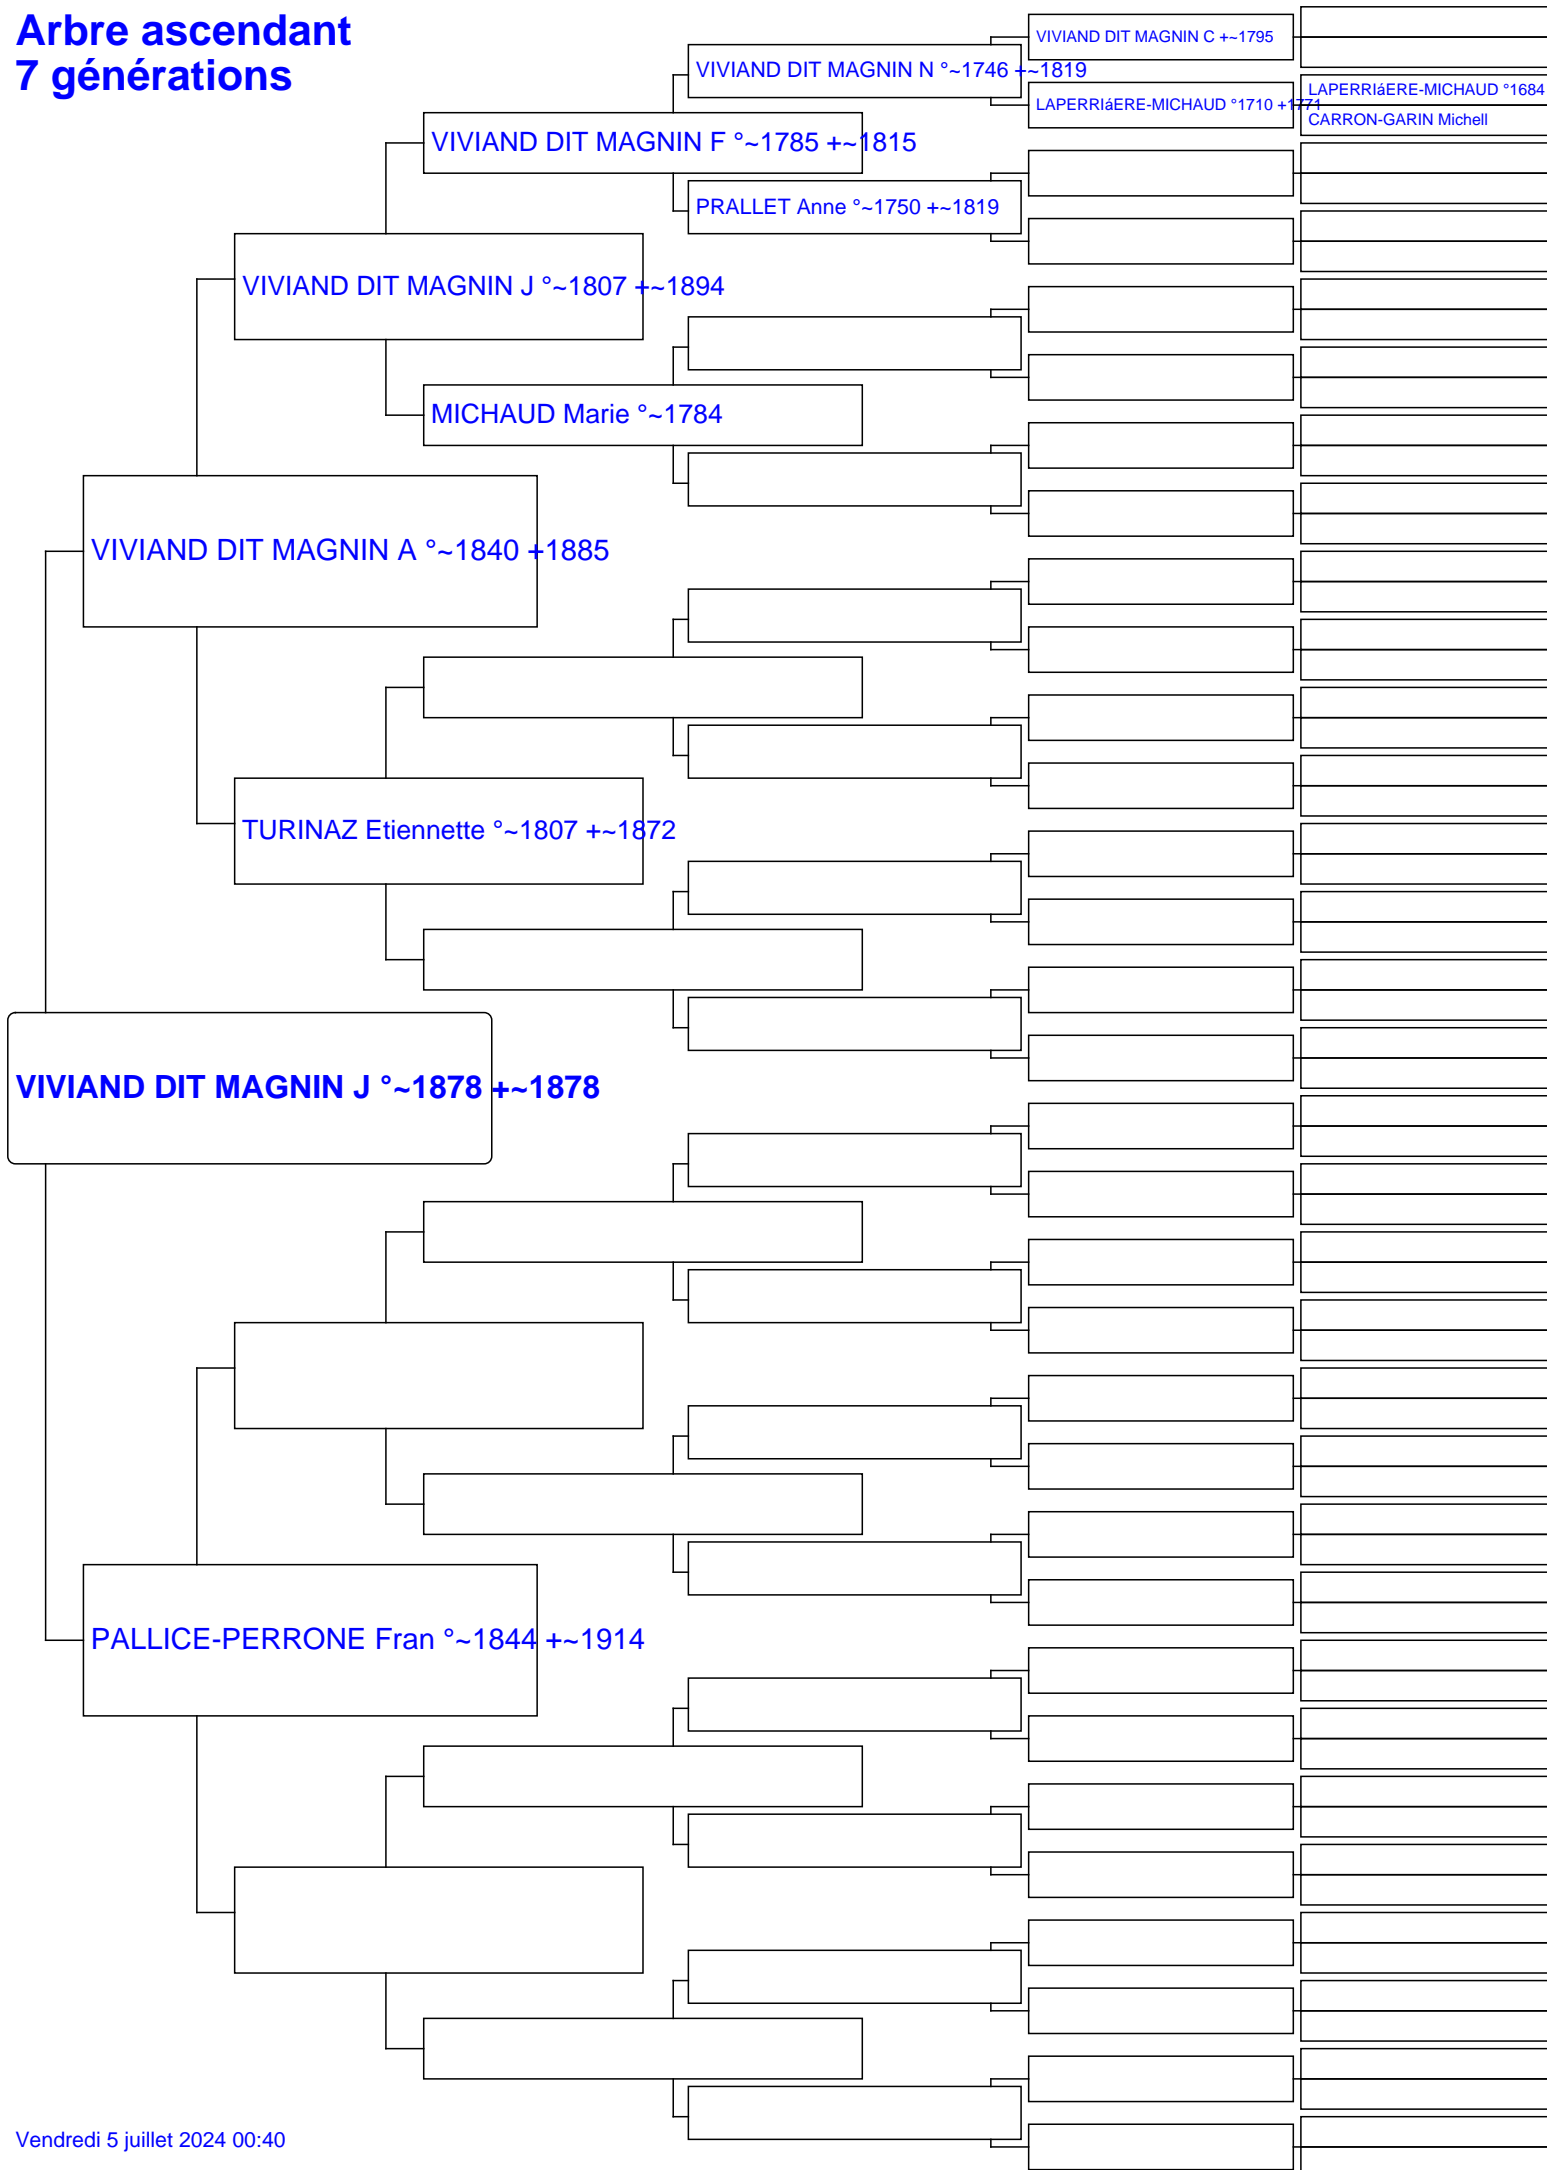 Arbre ascendant
7 générations
VIVIAND DIT MAGNIN C +~1795
VIVIAND DIT MAGNIN N °~1746 +~1819
LAPERRIáERE-MICHAUD °1684
LAPERRIáERE-MICHAUD °1710 +1771
CARRON-GARIN Michell
VIVIAND DIT MAGNIN F °~1785 +~1815
PRALLET Anne °~1750 +~1819
VIVIAND DIT MAGNIN J °~1807 +~1894
MICHAUD Marie °~1784
VIVIAND DIT MAGNIN A °~1840 +1885
TURINAZ Etiennette °~1807 +~1872
VIVIAND DIT MAGNIN J °~1878 +~1878
PALLICE-PERRONE Fran °~1844 +~1914
Vendredi 5 juillet 2024 00:40